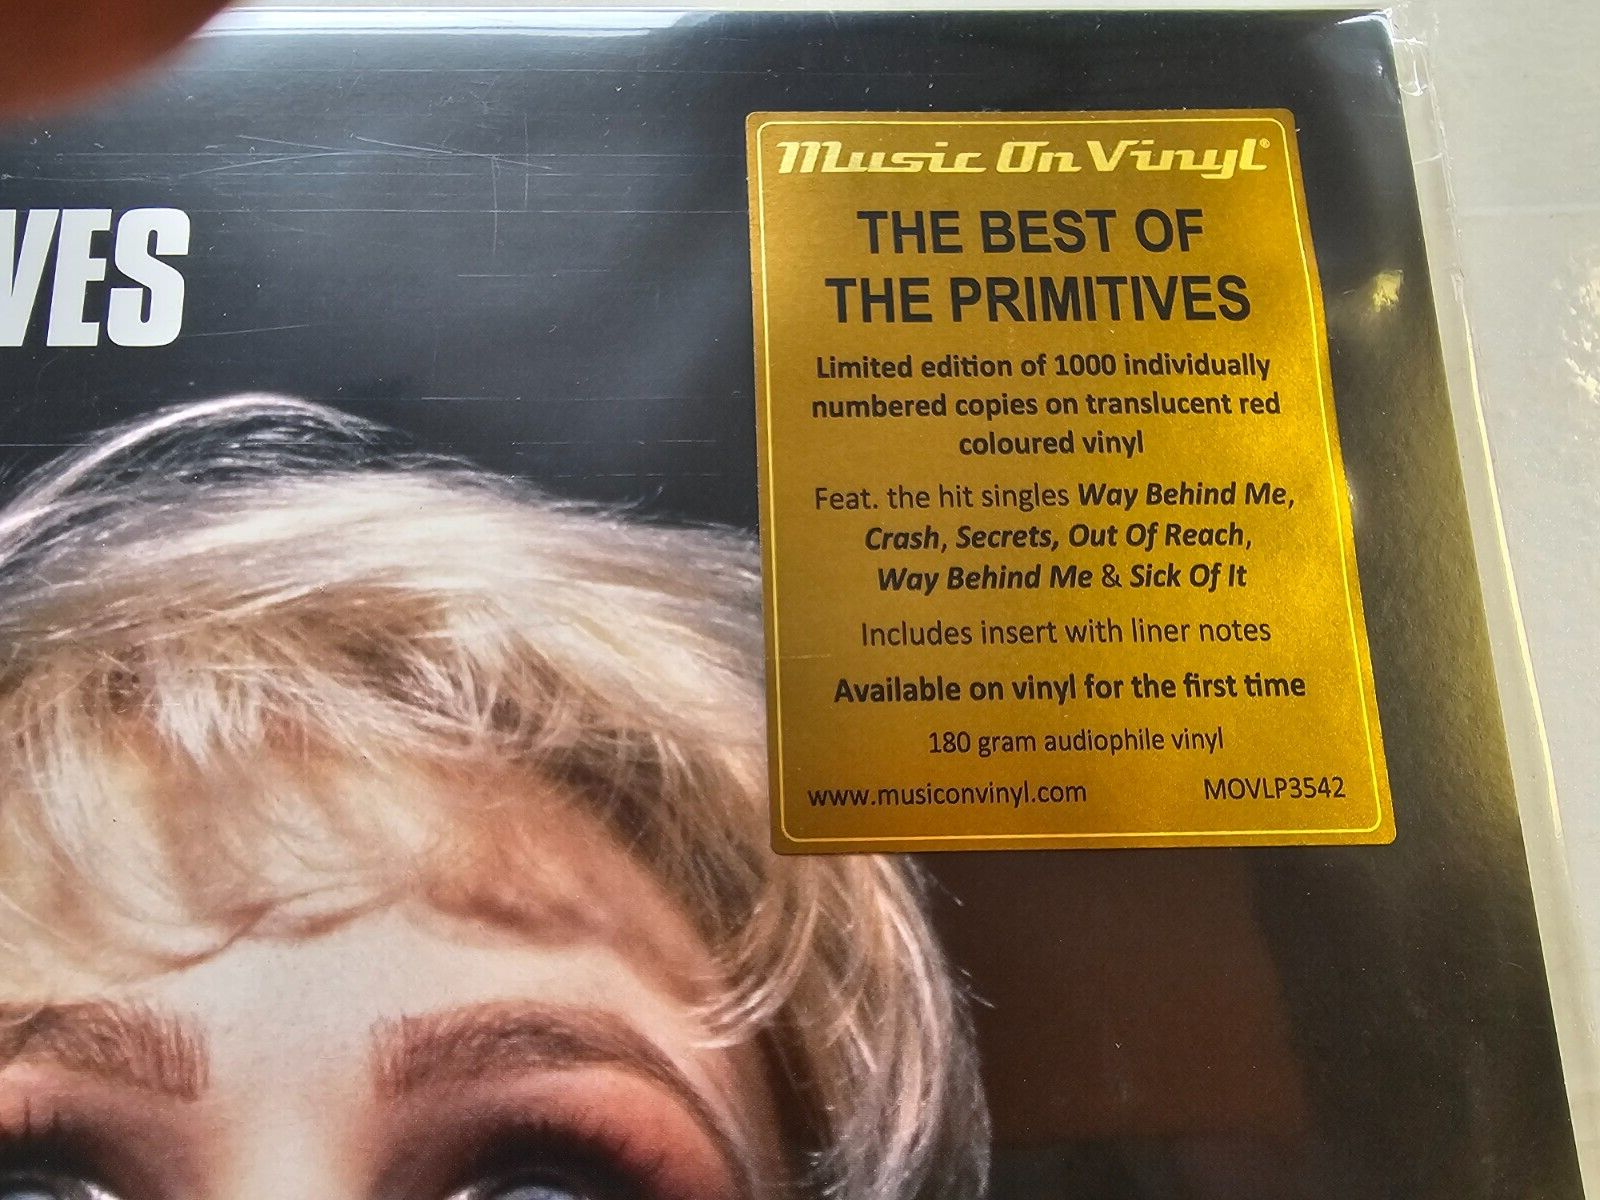 VES
Music On Vinyl®
THE BEST OF
THE PRIMITIVES
Limited edition of 1000 individually
numbered copies on translucent red
coloured vinyl
Feat. the hit singles Way Behind Me,
Crash, Secrets, Out Of Reach,
Way Behind Me & Sick Of It
Includes insert with liner notes
Available on vinyl for the first time
180 gram audiophile vinyl
www.musiconvinyl.com MOVLP3542